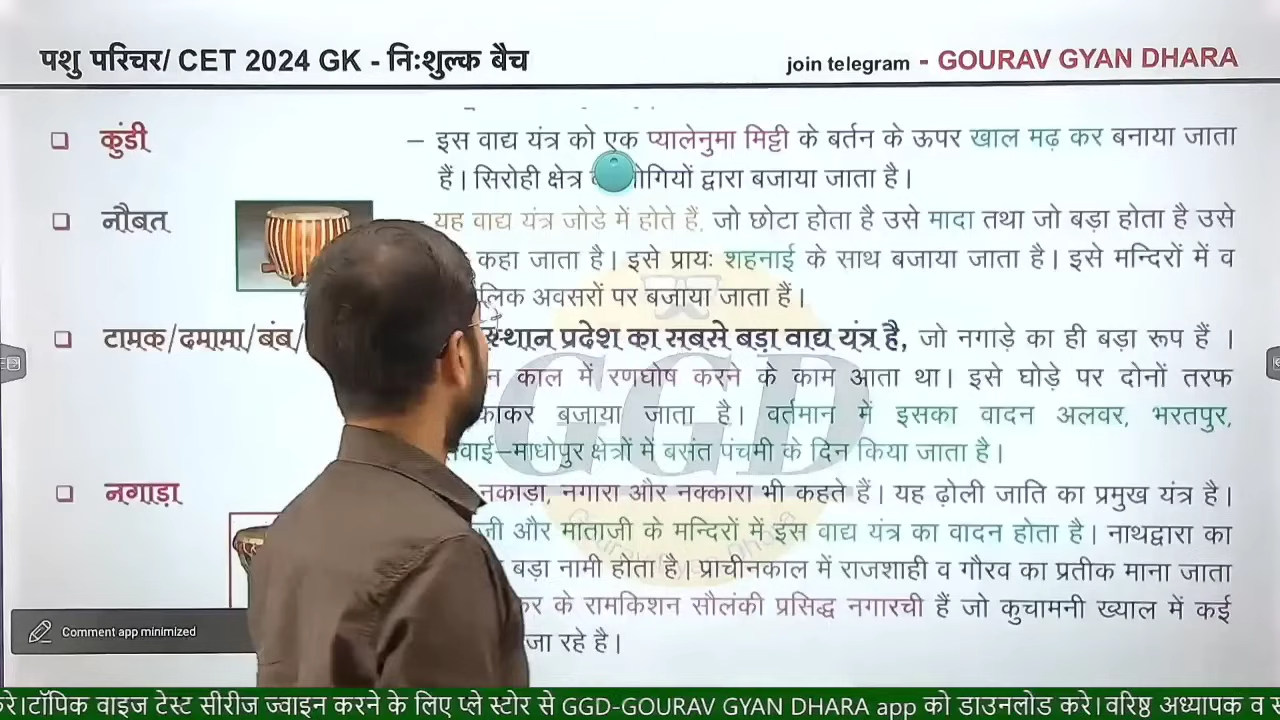 पशु परिचर/ CET 2024 GK - निःशुल्क बैच
join telegram - GOURAV GYAN DHARA
कुंडी – इस वाद्य यंत्र को एक प्यालेनुमा मिट्टी के बर्तन के ऊपर खाल मढ़ कर बनाया जाता
हैं। सिरोही क्षेत्र द्वारा बजाया जाता है।
नौबत यह वाद्य यंत्र जोडे में होते हैं, जो छोटा होता है उसे मादा तथा जो बड़ा होता है उसे
कहा जाता है। इसे प्रायः शहनाई के साथ बजाया जाता है। इसे मन्दिरों में व
अवसरों पर बजाया जाता हैं।
टामक/दमामा/बंब/ प्रदेश का सबसे बड़ा वाद्य यंत्र है, जो नगाड़े का ही बड़ा रूप हैं ।
काल में रणघोष करने के काम आता था। इसे घोड़े पर दोनों तरफ
बजाया जाता है। वर्तमान में इसका वादन अलवर, भरतपुर,
सवाई–माधोपुर क्षेत्रों में बसंत पंचमी के दिन किया जाता है।
नगाड़ा नकाड़ा, नगारा और नक्कारा भी कहते हैं। यह ढ़ोली जाति का प्रमुख यंत्र है।
और माताजी के मन्दिरों में इस वाद्य यंत्र का वादन होता है। नाथद्वारा का
बड़ा नामी होता है। प्राचीनकाल में राजशाही व गौरव का प्रतीक माना जाता
के रामकिशन सौलंकी प्रसिद्ध नगारची हैं जो कुचामनी ख्याल में कई
जा रहे है।
GGD
Comment app minimized
करे।टॉपिक वाइज टेस्ट सीरीज ज्वाइन करने के लिए प्ले स्टोर से GGD-GOURAV GYAN DHARA app को डाउनलोड करे।वरिष्ठ अध्यापक व